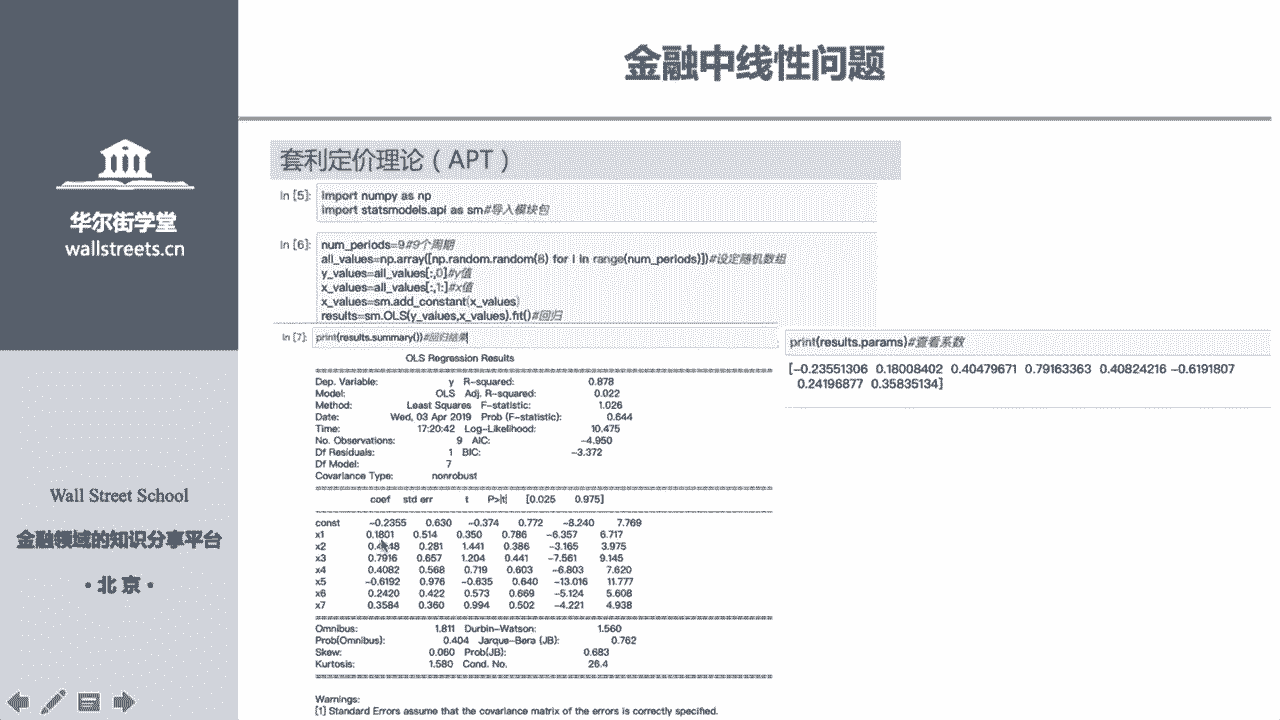 金融中线性问题
华尔街学堂
wallstreets.cn
Wall Street School
金融领域的知识分享平台
·北京·
套利定价理论（APT）
In [5]: import numpy as np
import statsmodels.api as sm#导入模块包
In [6]: num_periods=9#9个周期
all_values=np.array([np.random.random(8) for i in range(num_periods)])#设定随机数组
y_values=all_values[:,0]#y值
x_values=all_values[:,1:]#x值
x_values=sm.add_constant(x_values)
results=sm.OLS(y_values,x_values).fit()#回归
In [7]: print(results.summary())#回归结果
OLS Regression Results
Dep. Variable: y R-squared: 0.878
Model: OLS Adj. R-squared: 0.022
Method: Least Squares F-statistic: 1.026
Date: Wed, 03 Apr 2019 Prob (F-statistic): 0.644
Time: 17:20:42 Log-Likelihood: 10.475
No. Observations: 9 AIC: -4.950
Df Residuals: 1 BIC: -3.372
Df Model: 7
Covariance Type: nonrobust
coef std err t P>|t| [0.025 0.975]
const -0.2355 0.630 -0.374 0.772 -8.240 7.769
x1 0.1801 0.514 0.350 0.786 -6.357 6.717
x2 0.281 1.441 0.386 -3.165 3.975
x3 0.7916 0.657 1.204 0.441 -7.561 9.145
x4 0.4082 0.568 0.719 0.603 -6.803 7.620
x5 -0.6192 0.976 -0.635 0.640 -13.016 11.777
x6 0.2420 0.422 0.573 0.669 -5.124 5.608
x7 0.3584 0.360 0.994 0.502 -4.221 4.938
Omnibus: 1.811 Durbin-Watson: 1.560
Prob(Omnibus): 0.404 Jarque-Bera (JB): 0.762
Skew: 0.060 Prob(JB): 0.683
Kurtosis: 1.580 Cond. No. 26.4
Warnings:
[1] Standard Errors assume that the covariance matrix of the errors is correctly specified.
print(results.params)#查看系数
[-0.23551306 0.18008402 0.40479671 0.79163363 0.40824216 -0.6191807
0.24196877 0.35835134]